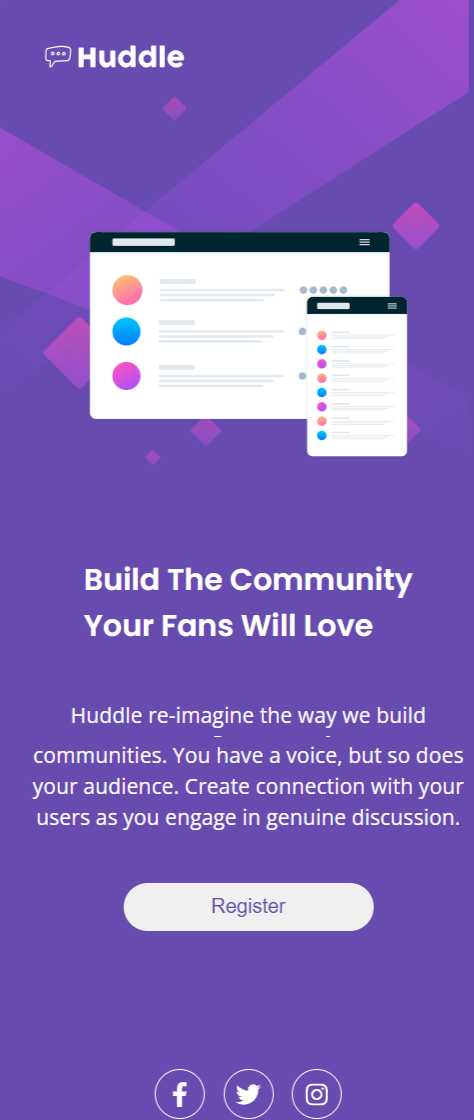 Huddle
Build The Community
Your Fans Will Love
Huddle re-imagine the way we build
communities. You have a voice, but so does
your audience. Create connection with your
users as you engage in genuine discussion.
Register